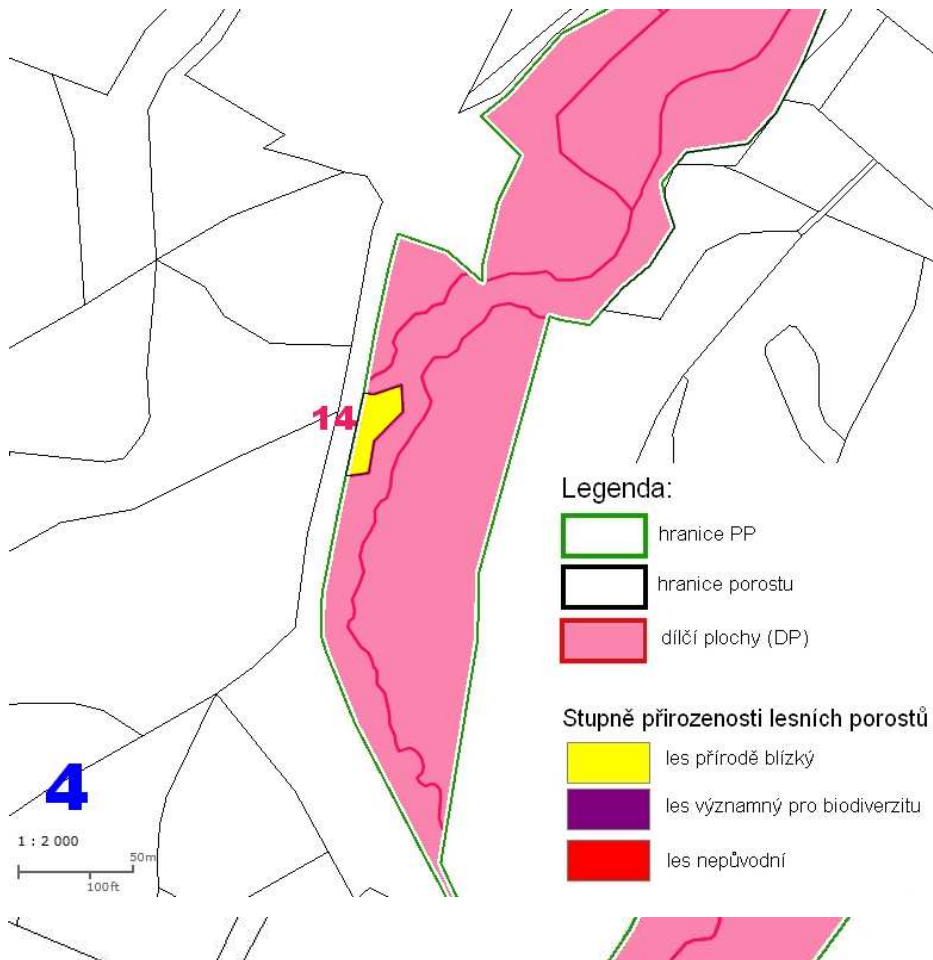 14
Legenda:
hranice PP
hranice porostu
dílčí plochy (DP)
Stupně přirozenosti lesních porostů
les přírodě blízký
les významný pro biodiverzitu
les nepůvodní
4
1 : 2 000
50m
100ft